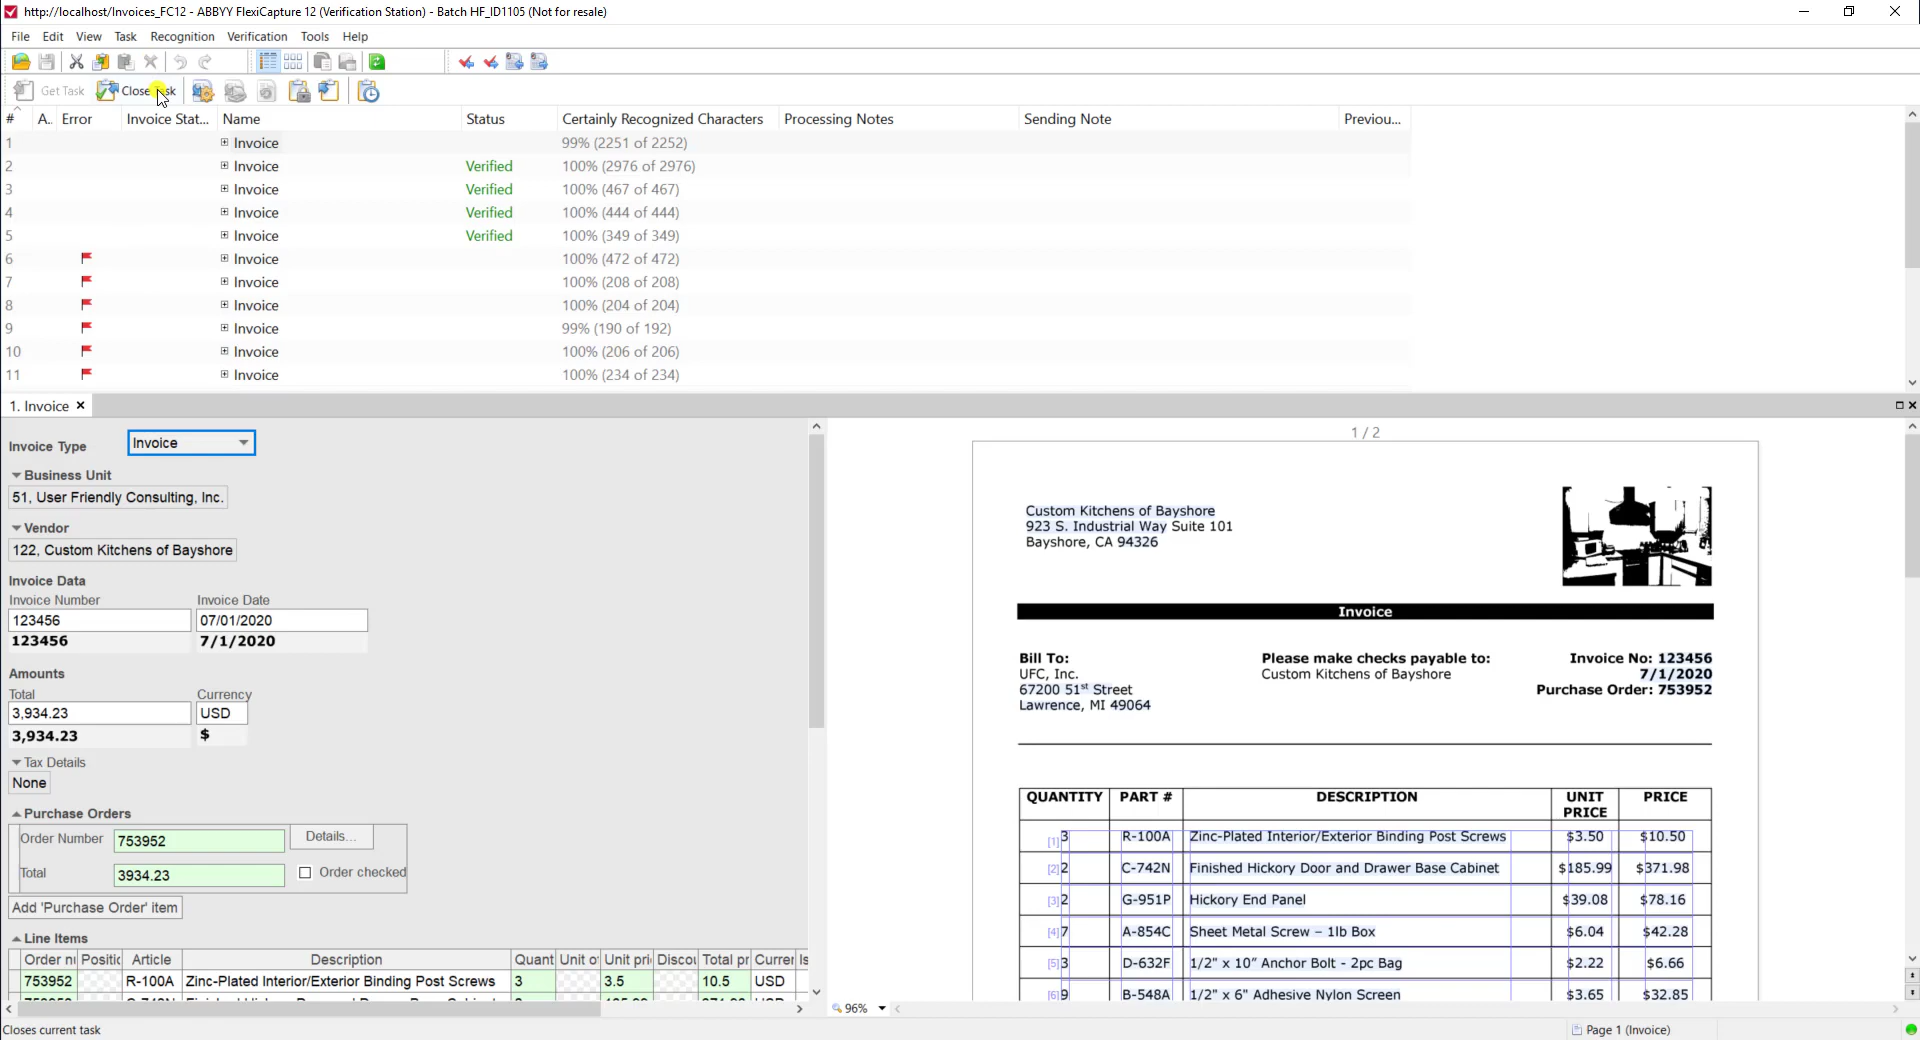 http://localhost/Invoices_FC12 - ABBYY FlexiCapture 12 (Verification Station) - Batch HF_ID1105 (Not for resale)
File Edit View Task Recognition Verification Tools Help
Get Task Close Task
# A.. Error Invoice Stat... Name Status Certainly Recognized Characters Processing Notes Sending Note Previou...
1 Invoice 99% (2251 of 2252)
2 Invoice Verified 100% (2976 of 2976)
3 Invoice Verified 100% (467 of 467)
4 Invoice Verified 100% (444 of 444)
5 Invoice Verified 100% (349 of 349)
6 Invoice 100% (472 of 472)
7 Invoice 100% (208 of 208)
8 Invoice 100% (204 of 204)
9 Invoice 99% (190 of 192)
10 Invoice 100% (206 of 206)
11 Invoice 100% (234 of 234)
1. Invoice
Invoice Type Invoice
Business Unit
51, User Friendly Consulting, Inc.
Vendor
122, Custom Kitchens of Bayshore
Invoice Data
Invoice Number Invoice Date
123456 07/01/2020
123456 7/1/2020
Amounts
Total Currency
3,934.23 USD
3,934.23 $
Tax Details
None
Purchase Orders
Order Number 753952 Details...
Total 3934.23 Order checked
Add 'Purchase Order' item
Line Items
Order nu Positic Article Description Quant Unit o Unit pri Discou Total pr Currer Is
753952 R-100A Zinc-Plated Interior/Exterior Binding Post Screws 3 3.5 10.5 USD
1 / 2
Custom Kitchens of Bayshore
923 S. Industrial Way Suite 101
Bayshore, CA 94326
Invoice
Bill To:
UFC, Inc.
67200 51st Street
Lawrence, MI 49064
Please make checks payable to:
Custom Kitchens of Bayshore
Invoice No: 123456
7/1/2020
Purchase Order: 753952
QUANTITY PART # DESCRIPTION UNIT PRICE PRICE
[1] 3 R-100A Zinc-Plated Interior/Exterior Binding Post Screws $3.50 $10.50
[2] 2 C-742N Finished Hickory Door and Drawer Base Cabinet $185.99 $371.98
[3] 2 G-951P Hickory End Panel $39.08 $78.16
[4] 7 A-854C Sheet Metal Screw – 1lb Box $6.04 $42.28
[5] 3 D-632F 1/2" x 10" Anchor Bolt - 2pc Bag $2.22 $6.66
[6] 9 B-548A 1/2" x 6" Adhesive Nylon Screen $3.65 $32.85
96%
Closes current task
Page 1 (Invoice)